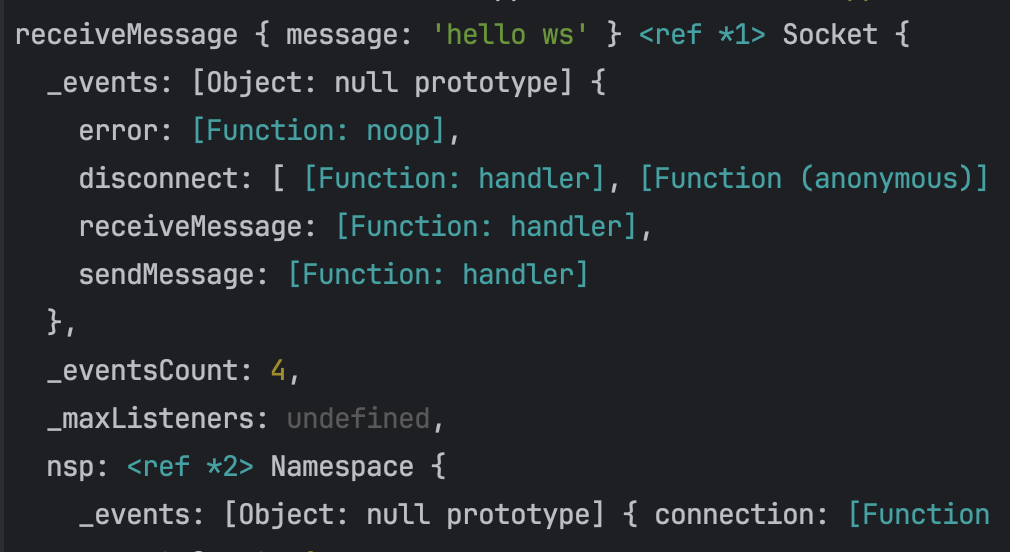 receiveMessage { message: 'hello ws' } <ref *1> Socket {
  _events: [Object: null prototype] {
    error: [Function: noop],
    disconnect: [ [Function: handler], [Function (anonymous)]
    receiveMessage: [Function: handler],
    sendMessage: [Function: handler]
  },
  _eventsCount: 4,
  _maxListeners: undefined,
  nsp: <ref *2> Namespace {
    _events: [Object: null prototype] { connection: [Function